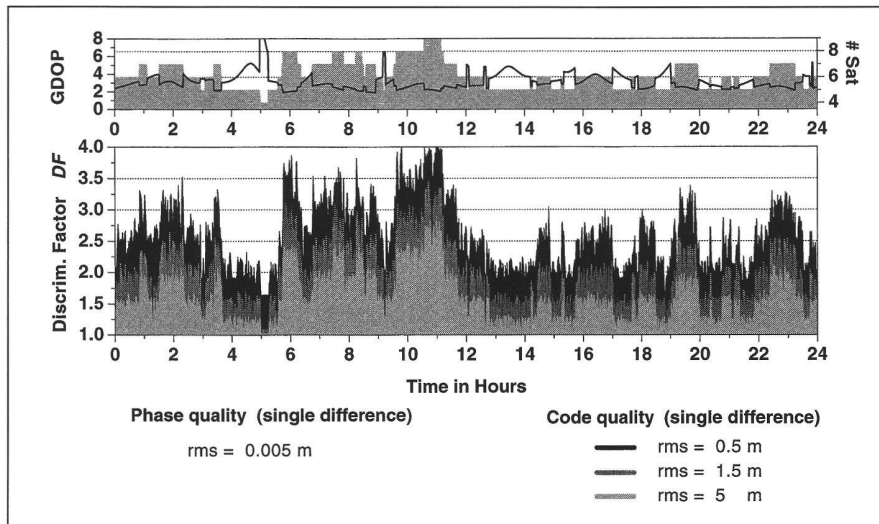 GDOP
8
6
4
2
0
8
6
4
# Sat
0 2 4 6 8 10 12 14 16 18 20 22 24
Discrim. Factor DF
4.0
3.5
3.0
2.5
2.0
1.5
1.0
0 2 4 6 8 10 12 14 16 18 20 22 24
Time in Hours
Phase quality (single difference)
rms = 0.005 m
Code quality (single difference)
rms = 0.5 m
rms = 1.5 m
rms = 5 m